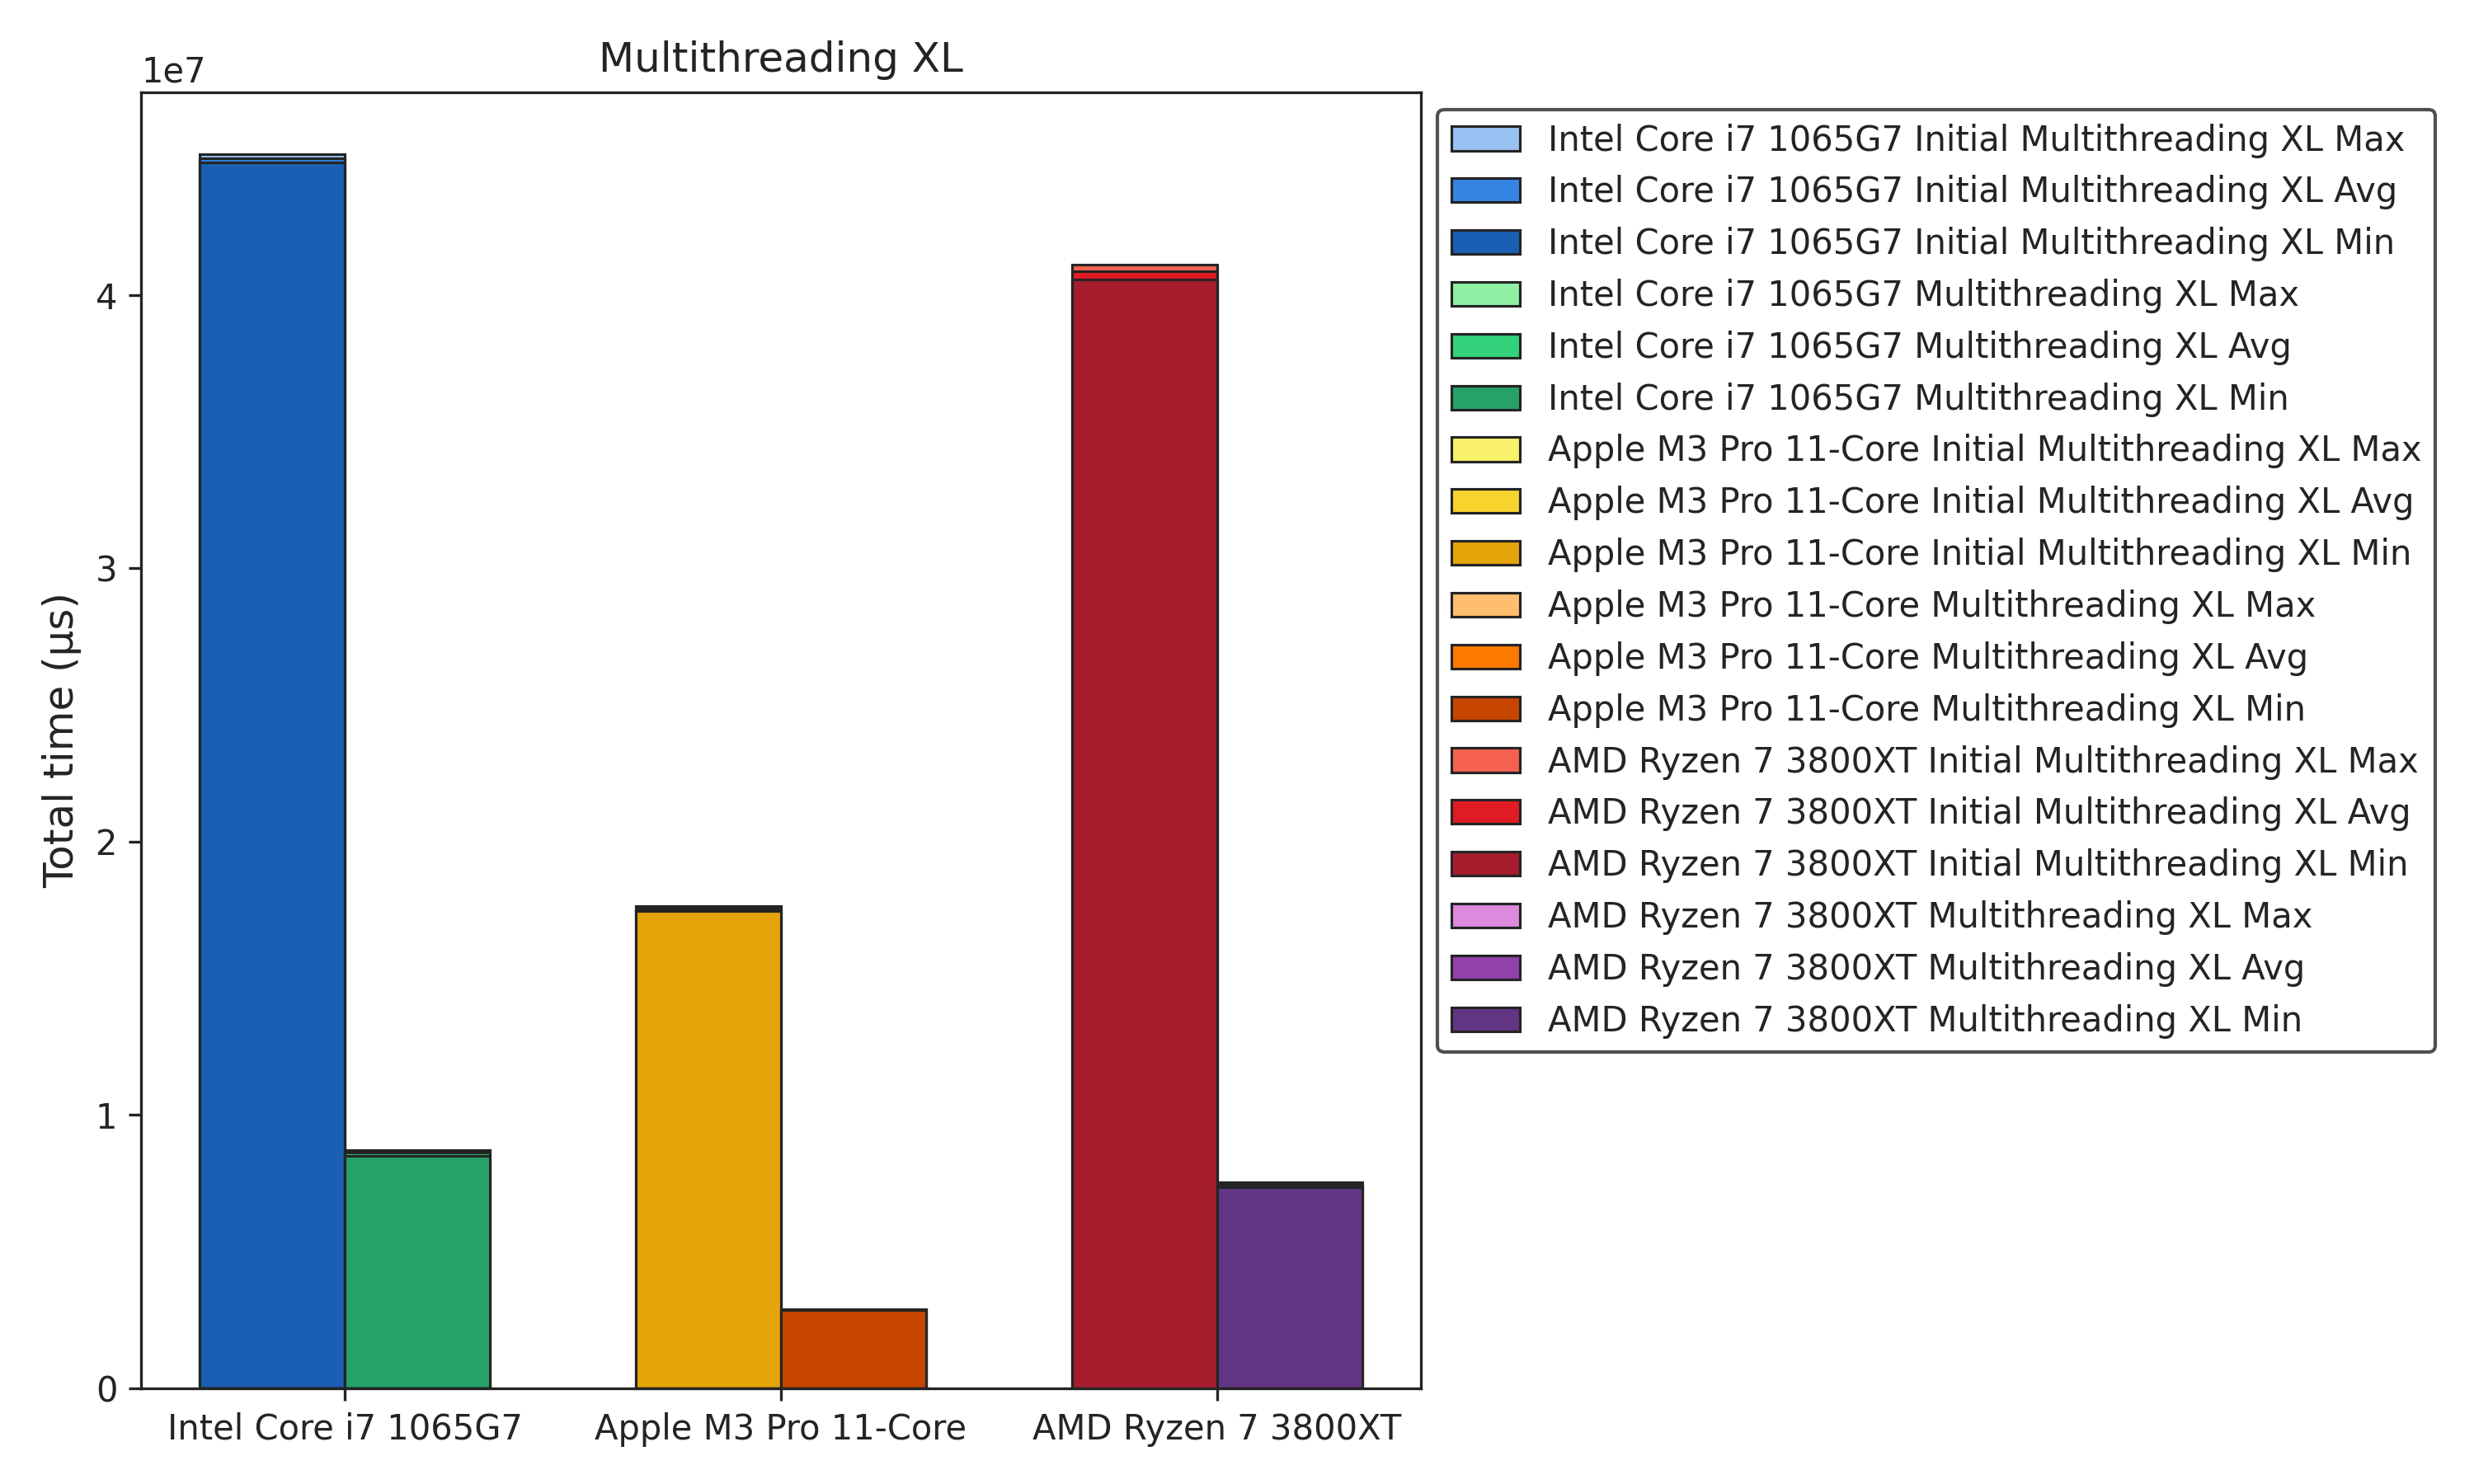 Multithreading XL
1e7
Total time (µs)
4
3
2
1
0
Intel Core i7 1065G7
Apple M3 Pro 11-Core
AMD Ryzen 7 3800XT
Intel Core i7 1065G7 Initial Multithreading XL Max
Intel Core i7 1065G7 Initial Multithreading XL Avg
Intel Core i7 1065G7 Initial Multithreading XL Min
Intel Core i7 1065G7 Multithreading XL Max
Intel Core i7 1065G7 Multithreading XL Avg
Intel Core i7 1065G7 Multithreading XL Min
Apple M3 Pro 11-Core Initial Multithreading XL Max
Apple M3 Pro 11-Core Initial Multithreading XL Avg
Apple M3 Pro 11-Core Initial Multithreading XL Min
Apple M3 Pro 11-Core Multithreading XL Max
Apple M3 Pro 11-Core Multithreading XL Avg
Apple M3 Pro 11-Core Multithreading XL Min
AMD Ryzen 7 3800XT Initial Multithreading XL Max
AMD Ryzen 7 3800XT Initial Multithreading XL Avg
AMD Ryzen 7 3800XT Initial Multithreading XL Min
AMD Ryzen 7 3800XT Multithreading XL Max
AMD Ryzen 7 3800XT Multithreading XL Avg
AMD Ryzen 7 3800XT Multithreading XL Min